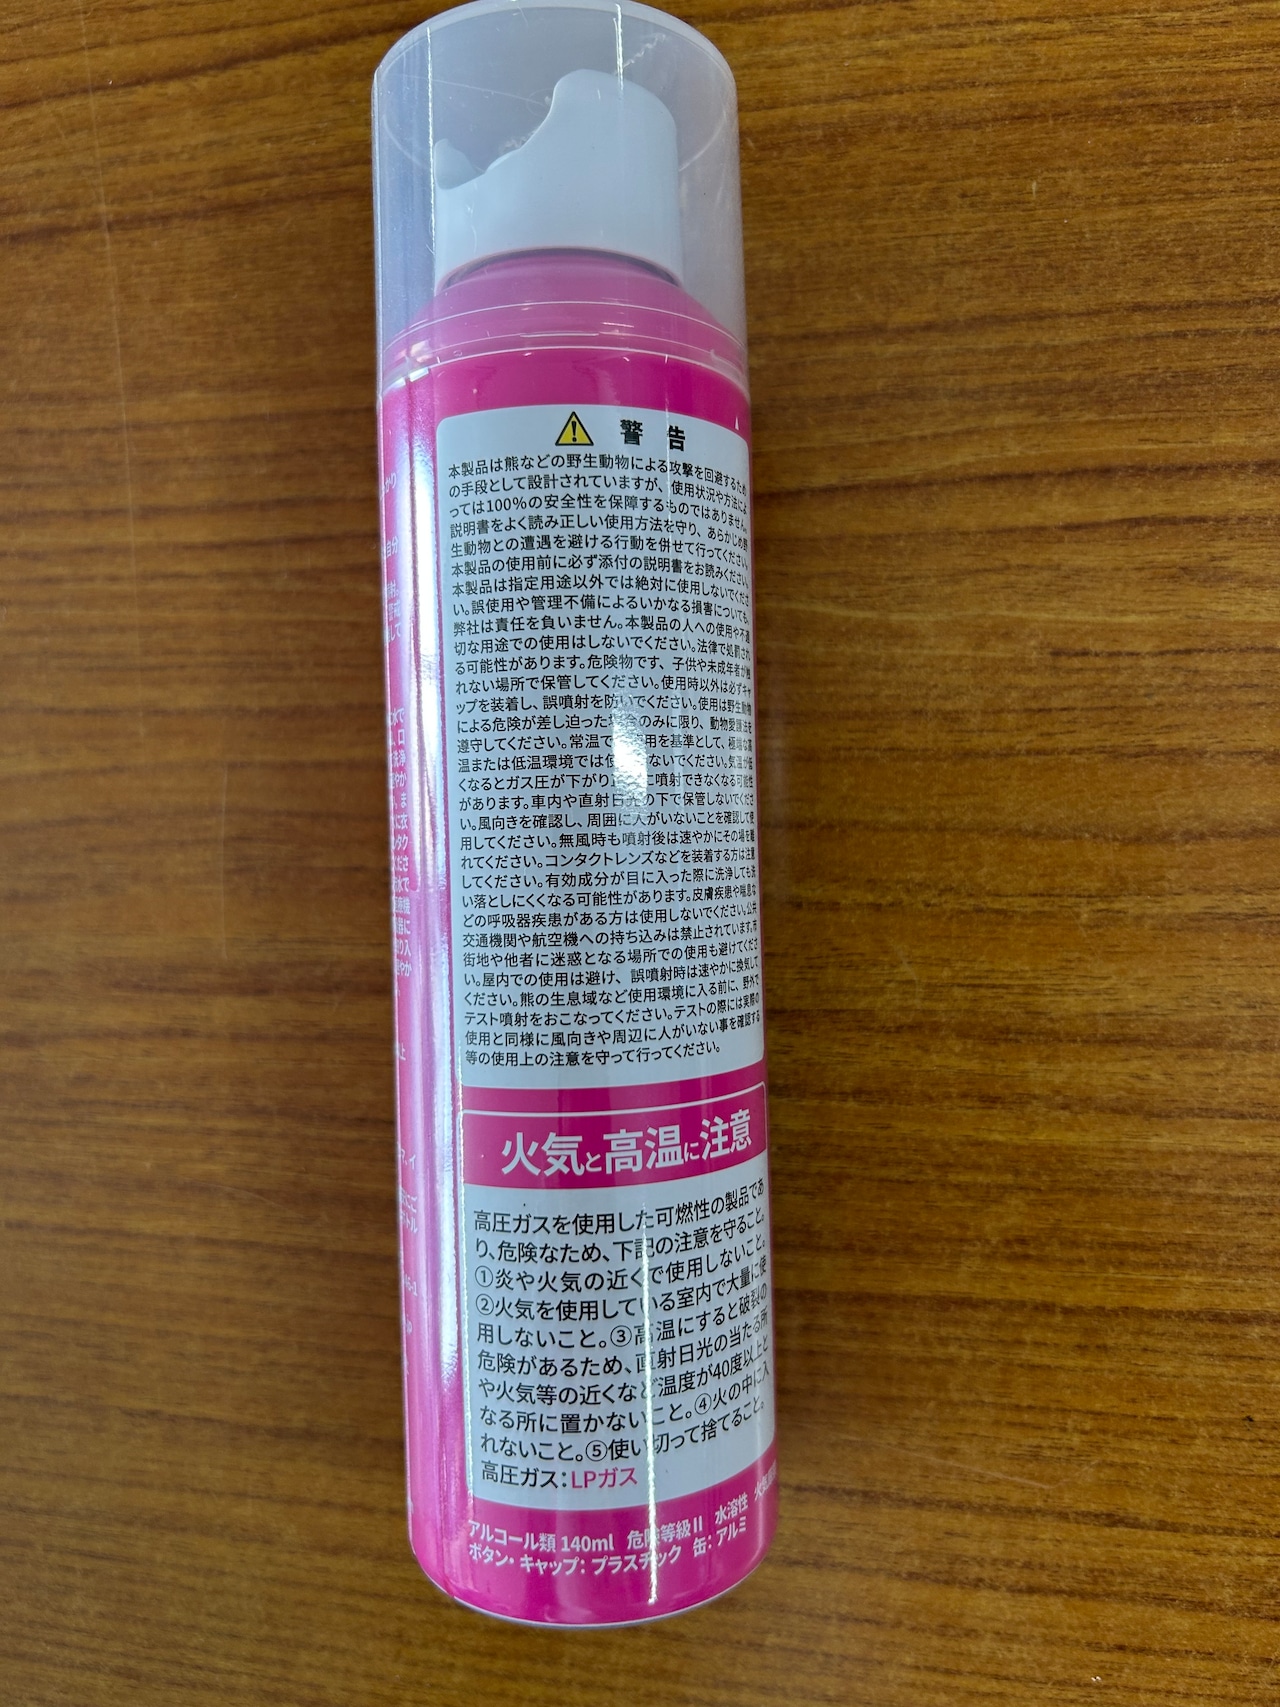 警告
本製品は熊などの野生動物による攻撃を回避するため
の手段として設計されていますが、使用状況や方法によ
っては100%の安全性を保障するものではありません。
説明書をよく読み正しい使用方法を守り、あらかじめ野
生動物との遭遇を避ける行動を併せて行ってください。
本製品の使用前に必ず添付の説明書をお読みください。
本製品は指定用途以外では絶対に使用しないでくださ
い。誤使用や管理不備によるいかなる損害についても、
弊社は責任を負いません。本製品の人への使用や不適
切な用途での使用はしないでください。法律で処罰され
る可能性があります。危険物です、子供や未成年者が触
れない場所で保管してください。使用時以外は必ずキャ
ップを装着し、誤噴射を防いでください。使用は野生動物
による危険が差し迫った場合のみに限り、動物愛護法を
遵守してください。常温での使用を基準として、極端な高
温または低温環境では使用しないでください。気温が低
くなるとガス圧が下がり に噴射できなくなる可能性
があります。車内や直射日光の下で保管しないでくださ
い。風向きを確認し、周囲に人がいないことを確認して使
用してください。無風時も噴射後は速やかにその場を離
れてください。コンタクトレンズなどを装着する方は注意
してください。有効成分が目に入った際に洗浄しても洗
い落としにくくなる可能性があります。皮膚疾患や喘息な
どの呼吸器疾患がある方は使用しないでください。公共
交通機関や航空機への持ち込みは禁止されています。市
街地や他者に迷惑となる場所での使用も避けてくださ
い。屋内での使用は避け、誤噴射時は速やかに換気して
ください。熊の生息域など使用環境に入る前に、野外で
テスト噴射をおこなってください。テストの際には実際の
使用と同様に風向きや周辺に人がいない事を確認する
等の使用上の注意を守って行ってください。
火気と高温に注意
高圧ガスを使用した可燃性の製品であ
り、危険なため、下記の注意を守ること。
①炎や火気の近くで使用しないこと。
②火気を使用している室内で大量に使
用しないこと。③高温にすると破裂の
危険があるため、直射日光の当たる所
や火気等の近くなど温度が40度以上と
なる所に置かないこと。④火の中に入
れないこと。⑤使い切って捨てること。
高圧ガス：LPガス
アルコール類 140ml 危険等級Ⅱ 水溶性
ボタン・キャップ：プラスチック 缶：アルミ